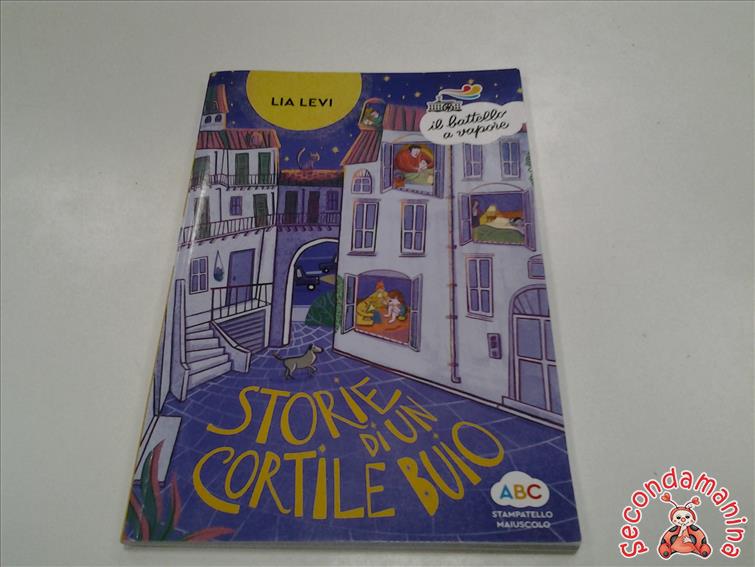 LIA LEVI
il battello
a vapore
STORIE
DI UN
CORTILE BUIO
ABC
STAMPATELLO
MAIUSCOLO
secondamanina